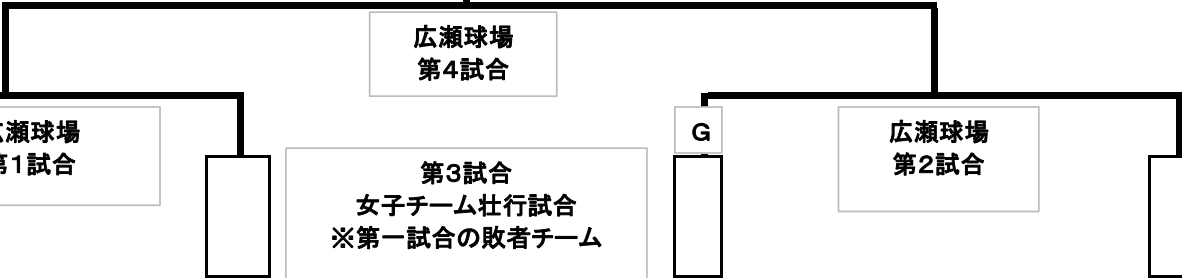 広瀬球場
第4試合
瀬球場
1試合
G
広瀬球場
第2試合
第3試合
女子チーム壮行試合
※第一試合の敗者チーム